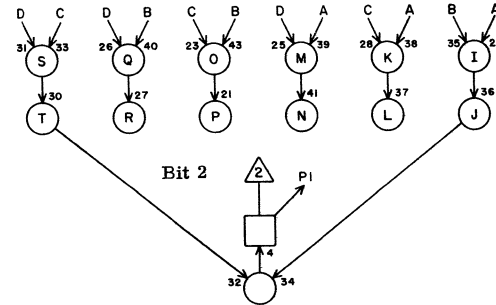 D C D B C B D A C A B A
31 33 26 40 23 43 25 39 28 38 35 2
S Q O M K I
30 27 21 41 37 36
T R P N L J
Bit 2 2 P1
4
32 34